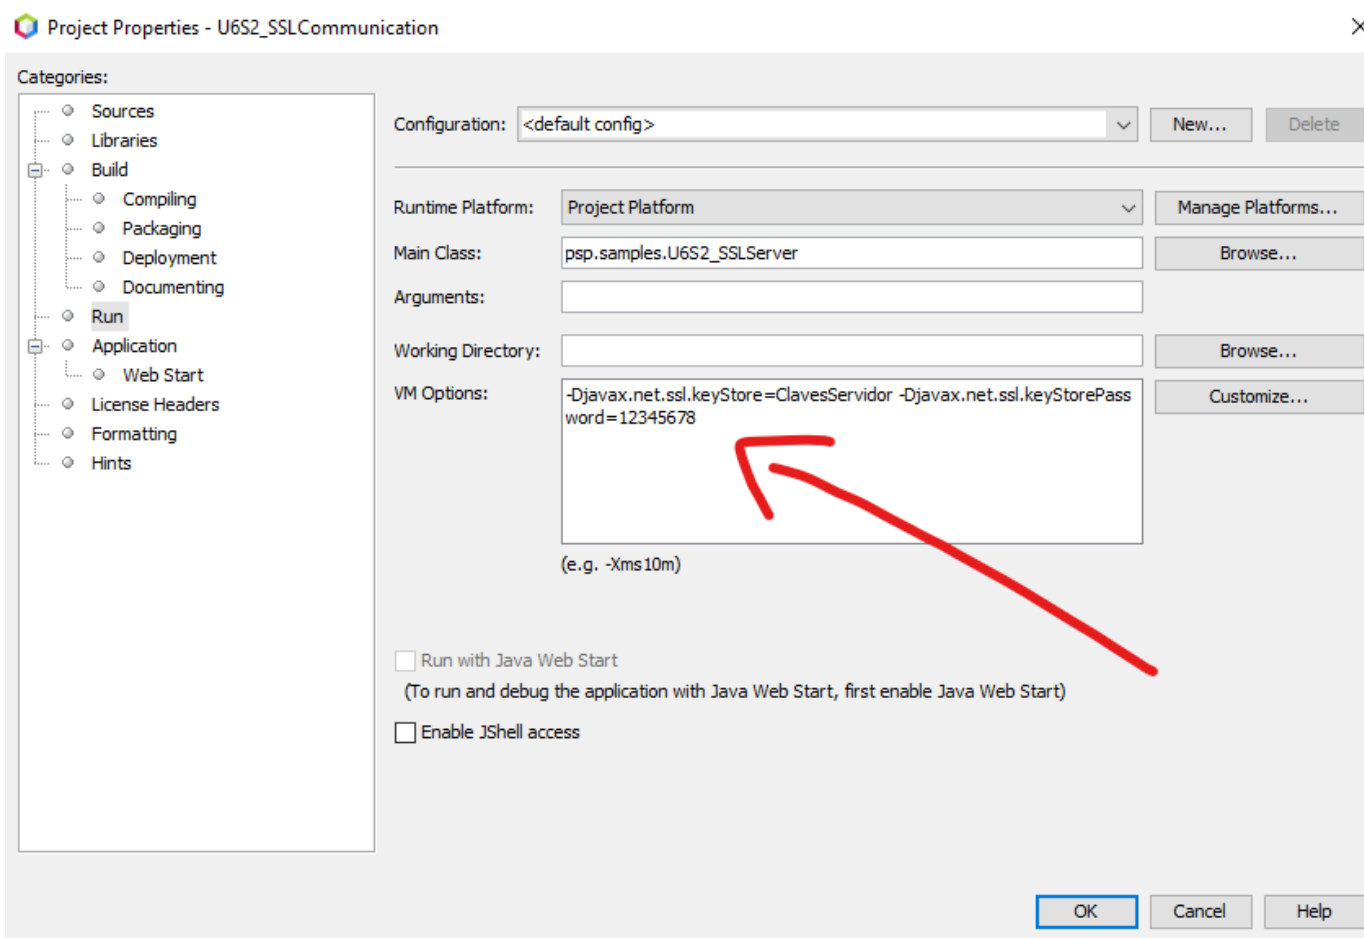 Project Properties - U6S2_SSLCommunication
Categories:
Sources
Libraries
Build
Compiling
Packaging
Deployment
Documenting
Run
Application
Web Start
License Headers
Formatting
Hints
Configuration: <default config> New... Delete
Runtime Platform: Project Platform Manage Platforms...
Main Class: psp.samples.U6S2_SSLServer Browse...
Arguments:
Working Directory: Browse...
VM Options: -Djavax.net.ssl.keyStore=ClavesServidor -Djavax.net.ssl.keyStorePass Customize...
word=12345678
(e.g. -Xms10m)
Run with Java Web Start
(To run and debug the application with Java Web Start, first enable Java Web Start)
Enable JShell access
OK Cancel Help